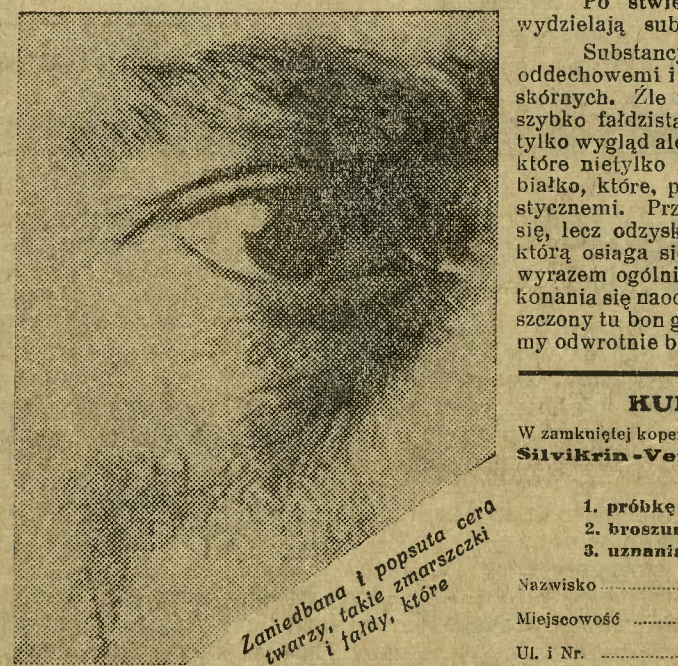 Po stwie
wydzielają sub
Substancj
oddechowemi i
skórnych. Źle
szybko fałdzista
tylko wygląd ale
które nietylko
białko, które, p
stycznemi. Prz
się, lecz odzysk
którą osiąga się
wyrazem ogólni
konania się naoc
szczony tu bon g
my odwrotnie b
KU
W zamkniętej kope
Silvikrin-Ve
1. próbkę
2. broszur
3. uznania
Nazwisko
Miejscowość
Ul. i Nr.
Zaniedbana i popsuta cera
twarzy, takie zmarszczki
i fałdy, które